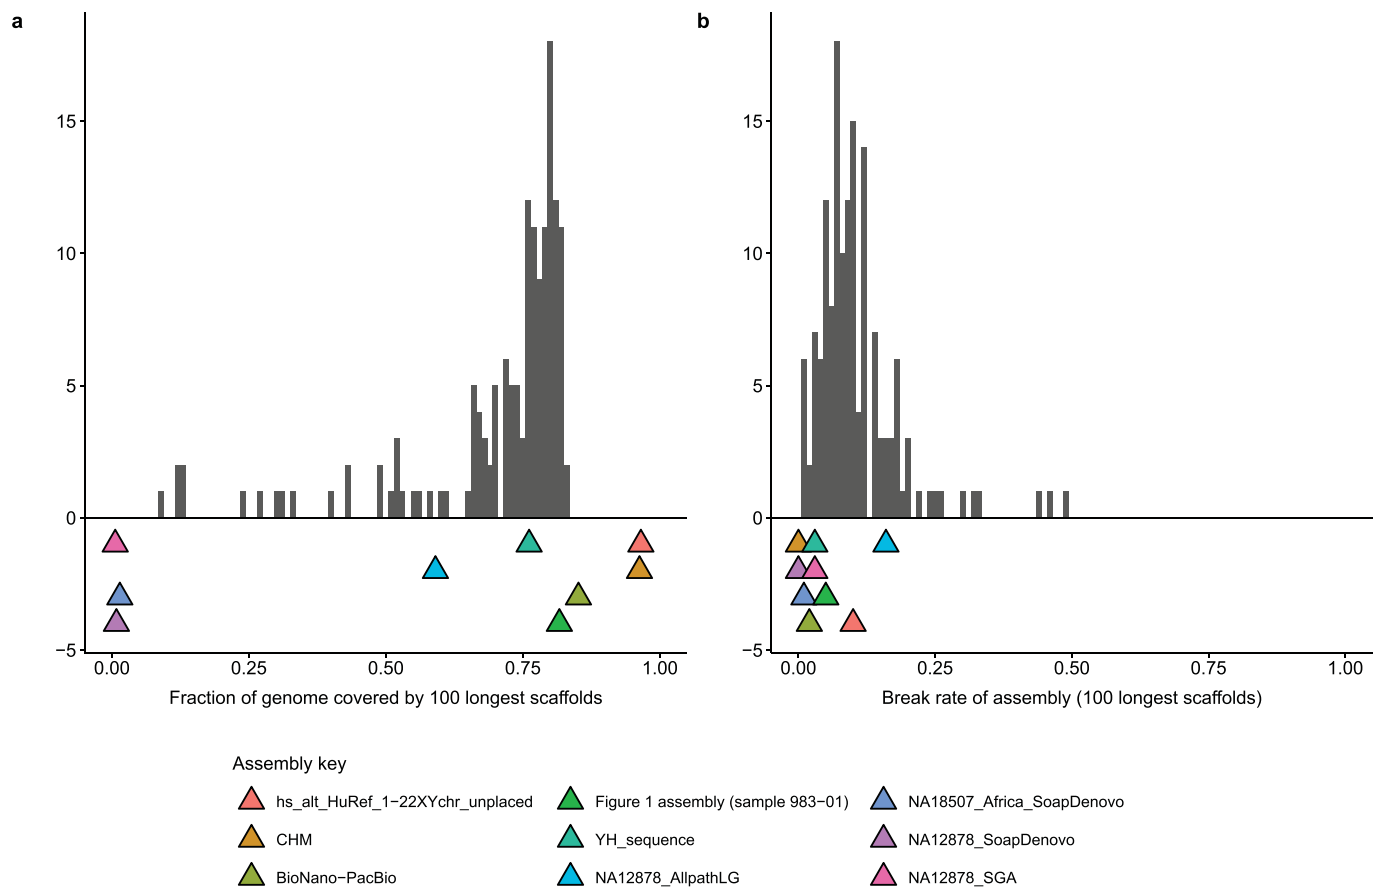 a
b
15
10
5
0
−5
0.00
0.25
0.50
0.75
1.00
Fraction of genome covered by 100 longest scaffolds
15
10
5
0
−5
0.00
0.25
0.50
0.75
1.00
Break rate of assembly (100 longest scaffolds)
Assembly key
hs_alt_HuRef_1−22XYchr_unplaced
Figure 1 assembly (sample 983−01)
NA18507_Africa_SoapDenovo
CHM
YH_sequence
NA12878_SoapDenovo
BioNano−PacBio
NA12878_AllpathLG
NA12878_SGA